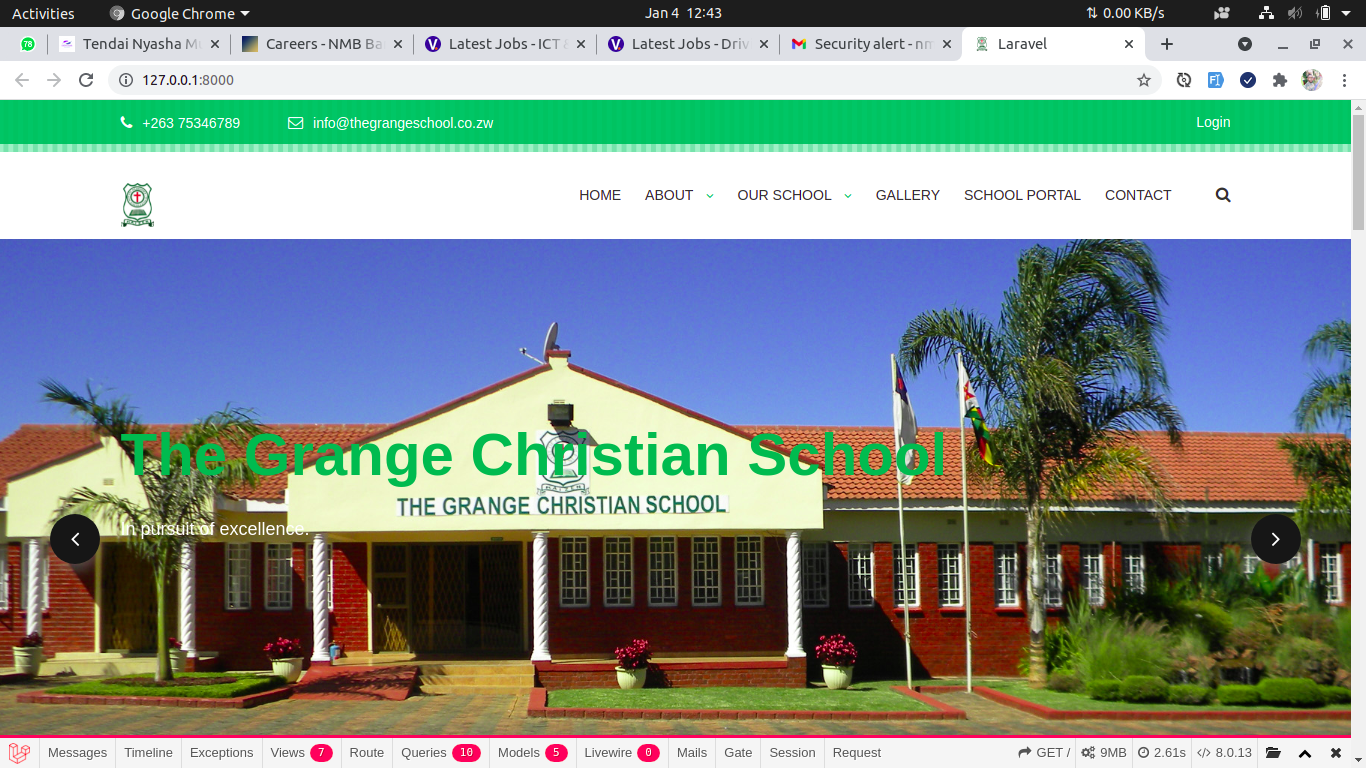 Activities
Google Chrome
Jan 4 12:43
0.00 KB/s
78
Tendai Nyasha M
Careers - NMB Ba
Latest Jobs - ICT &
Latest Jobs - Driv
Security alert - nm
Laravel
127.0.0.1:8000
+263 75346789
info@thegrangeschool.co.zw
Login
HOME
ABOUT
OUR SCHOOL
GALLERY
SCHOOL PORTAL
CONTACT
The Grange Christian School
THE GRANGE CHRISTIAN SCHOOL
In pursuit of excellence.
Messages
Timeline
Exceptions
Views 7
Route
Queries 10
Models 5
Livewire 0
Mails
Gate
Session
Request
GET /
9MB
2.61s
8.0.13